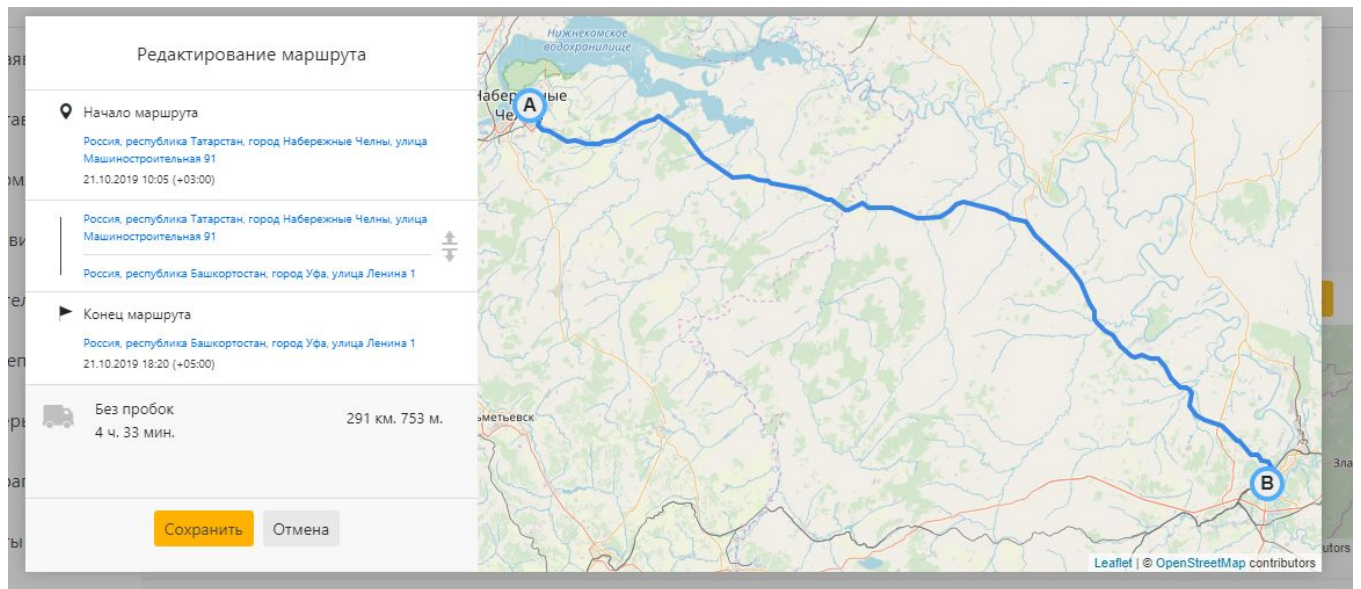 Редактирование маршрута
Начало маршрута
Россия, республика Татарстан, город Набережные Челны, улица
Машиностроительная 91
21.10.2019 10:05 (+03:00)
Россия, республика Татарстан, город Набережные Челны, улица
Машиностроительная 91
Россия, республика Башкортостан, город Уфа, улица Ленина 1
Конец маршрута
Россия, республика Башкортостан, город Уфа, улица Ленина 1
21.10.2019 18:20 (+05:00)
Без пробок
4 ч. 33 мин.
291 км. 753 м.
Сохранить
Отмена
Нижнекамское
водохранилище
A
B
Leaflet | © OpenStreetMap contributors